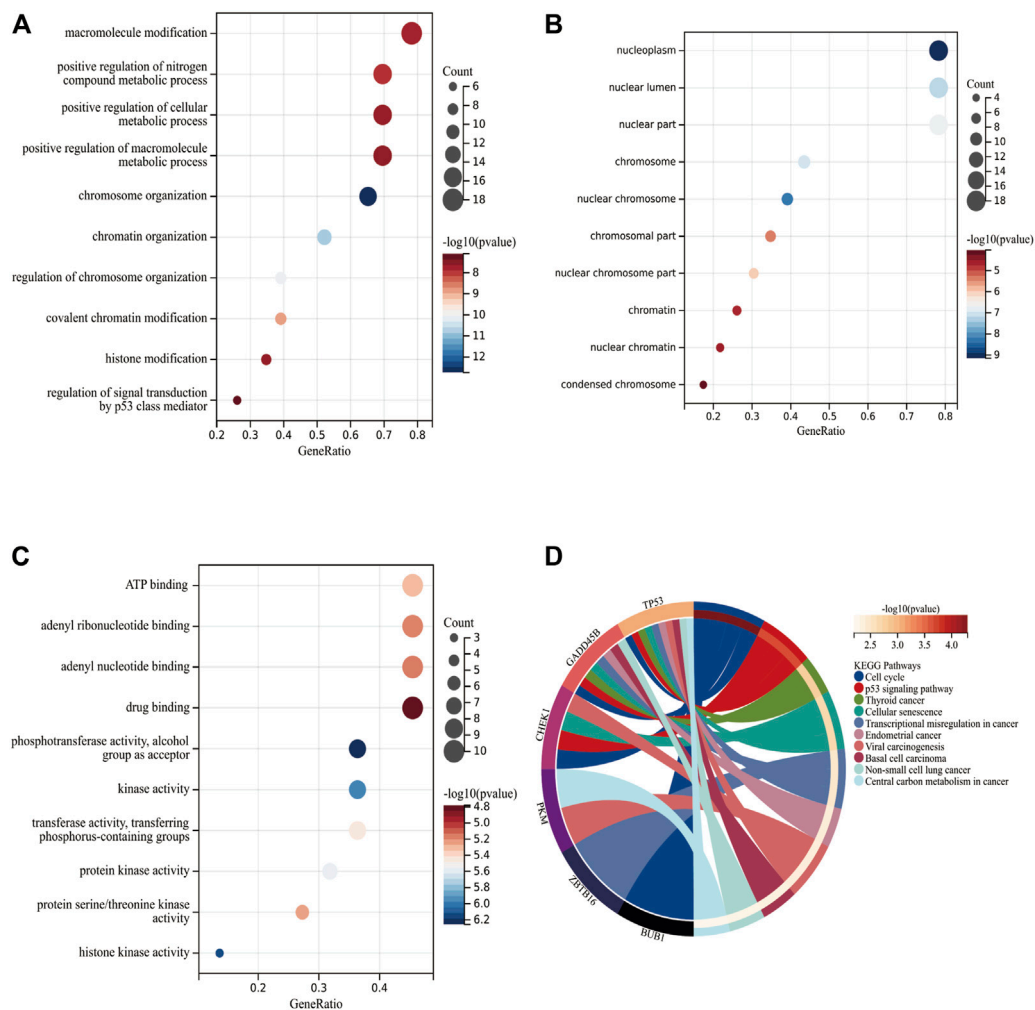 A
macromolecule modification
positive regulation of nitrogen
compound metabolic process
positive regulation of cellular
metabolic process
positive regulation of macromolecule
metabolic process
chromosome organization
chromatin organization
regulation of chromosome organization
covalent chromatin modification
histone modification
regulation of signal transduction
by p53 class mediator
0.2 0.3 0.4 0.5 0.6 0.7 0.8
GeneRatio
Count
6
8
10
12
14
16
18
-log10(pvalue)
8
9
10
11
12
B
nucleoplasm
nuclear lumen
nuclear part
chromosome
nuclear chromosome
chromosomal part
nuclear chromosome part
chromatin
nuclear chromatin
condensed chromosome
0.2 0.3 0.4 0.5 0.6 0.7 0.8
GeneRatio
Count
4
6
8
10
12
14
16
18
-log10(pvalue)
5
6
7
8
9
C
ATP binding
adenyl ribonucleotide binding
adenyl nucleotide binding
drug binding
phosphotransferase activity, alcohol
group as acceptor
kinase activity
transferase activity, transferring
phosphorus-containing groups
protein kinase activity
protein serine/threonine kinase
activity
histone kinase activity
0.2 0.3 0.4
GeneRatio
Count
3
4
5
6
7
8
9
10
-log10(pvalue)
4.8
5.0
5.2
5.4
5.6
5.8
6.0
6.2
D
TP53
GADD45B
CHEK1
PKM
ZBTB16
BUB1
-log10(pvalue)
2.5 3.0 3.5 4.0
KEGG Pathways
Cell cycle
p53 signaling pathway
Thyroid cancer
Cellular senescence
Transcriptional misregulation in cancer
Endometrial cancer
Viral carcinogenesis
Basal cell carcinoma
Non-small cell lung cancer
Central carbon metabolism in cancer